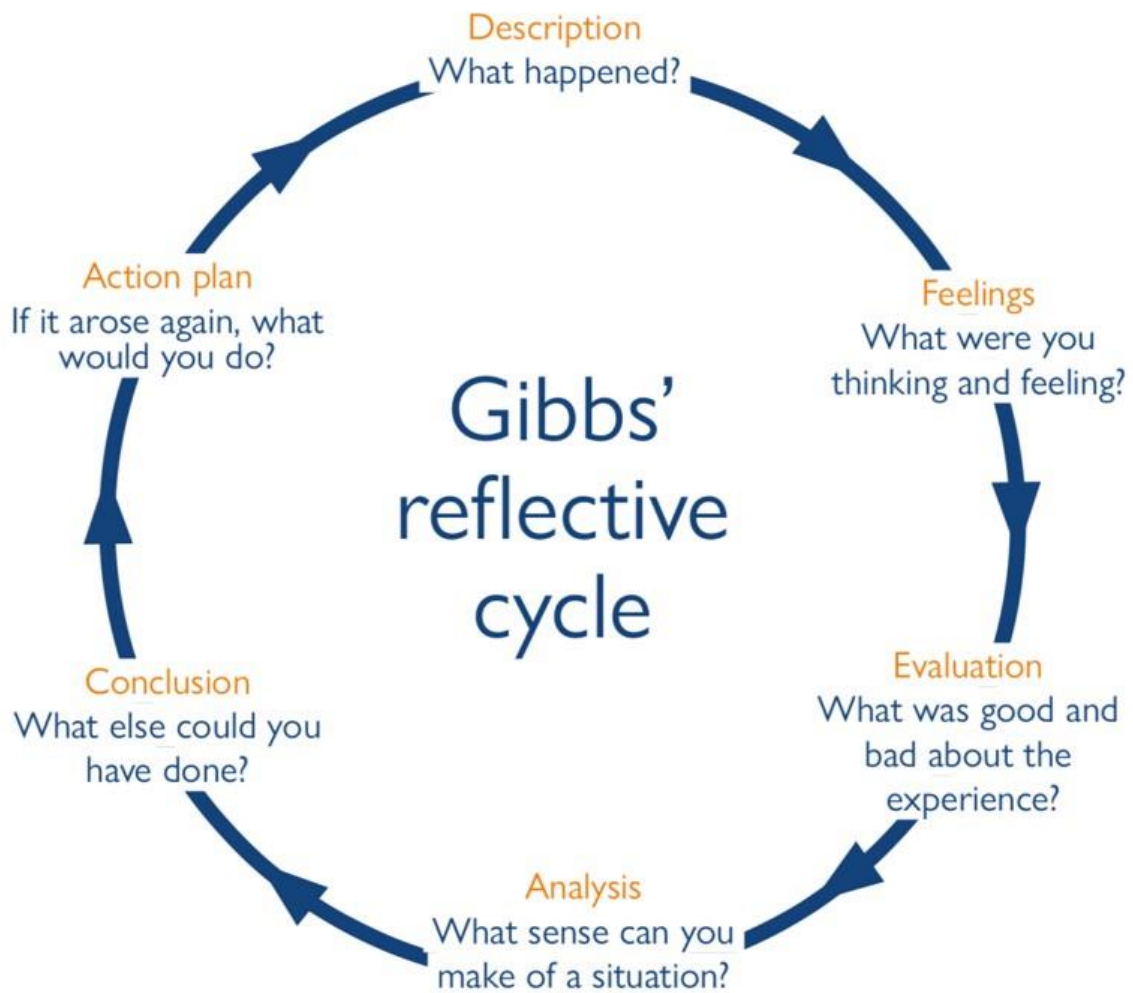 Description
What happened?
Feelings
What were you
thinking and feeling?
Evaluation
What was good and
bad about the
experience?
Analysis
What sense can you
make of a situation?
Conclusion
What else could you
have done?
Action plan
If it arose again, what
would you do?
Gibbs’
reflective
cycle